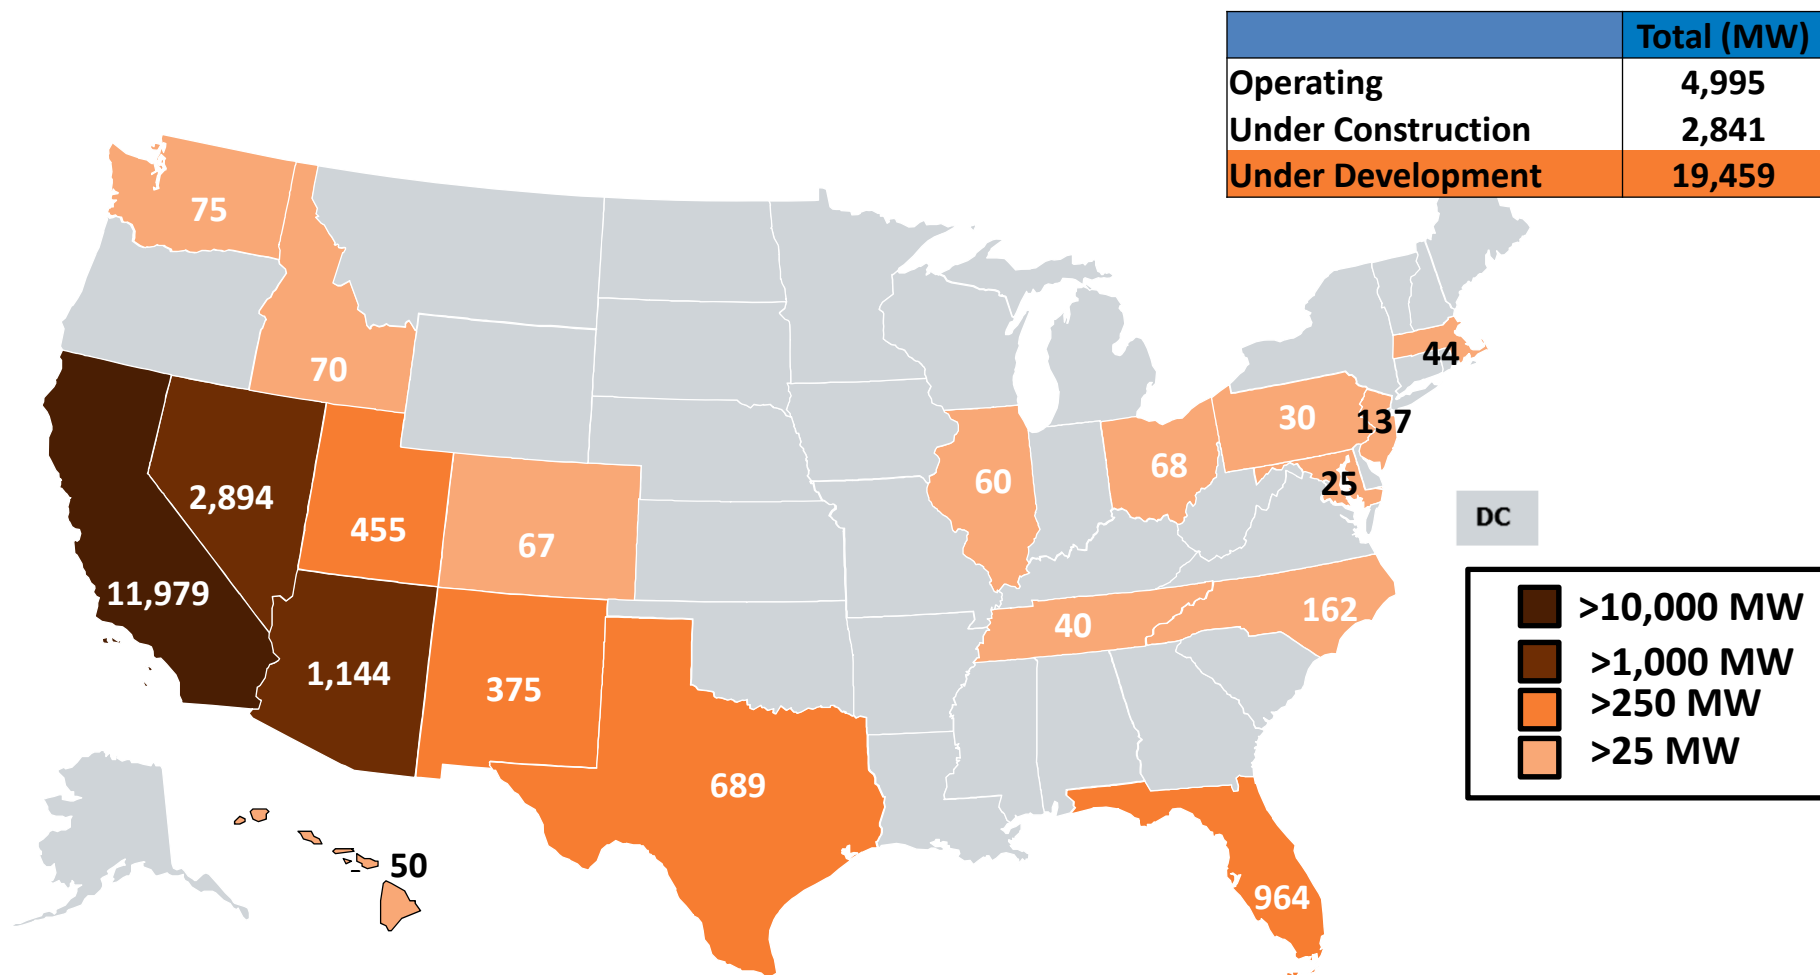 Total (MW)
Operating 4,995
Under Construction 2,841
Under Development 19,459
75
70
44
30
137
2,894
455
67
60
68
25
DC
11,979
1,144
375
40
162
689
50
964
>10,000 MW
>1,000 MW
>250 MW
>25 MW